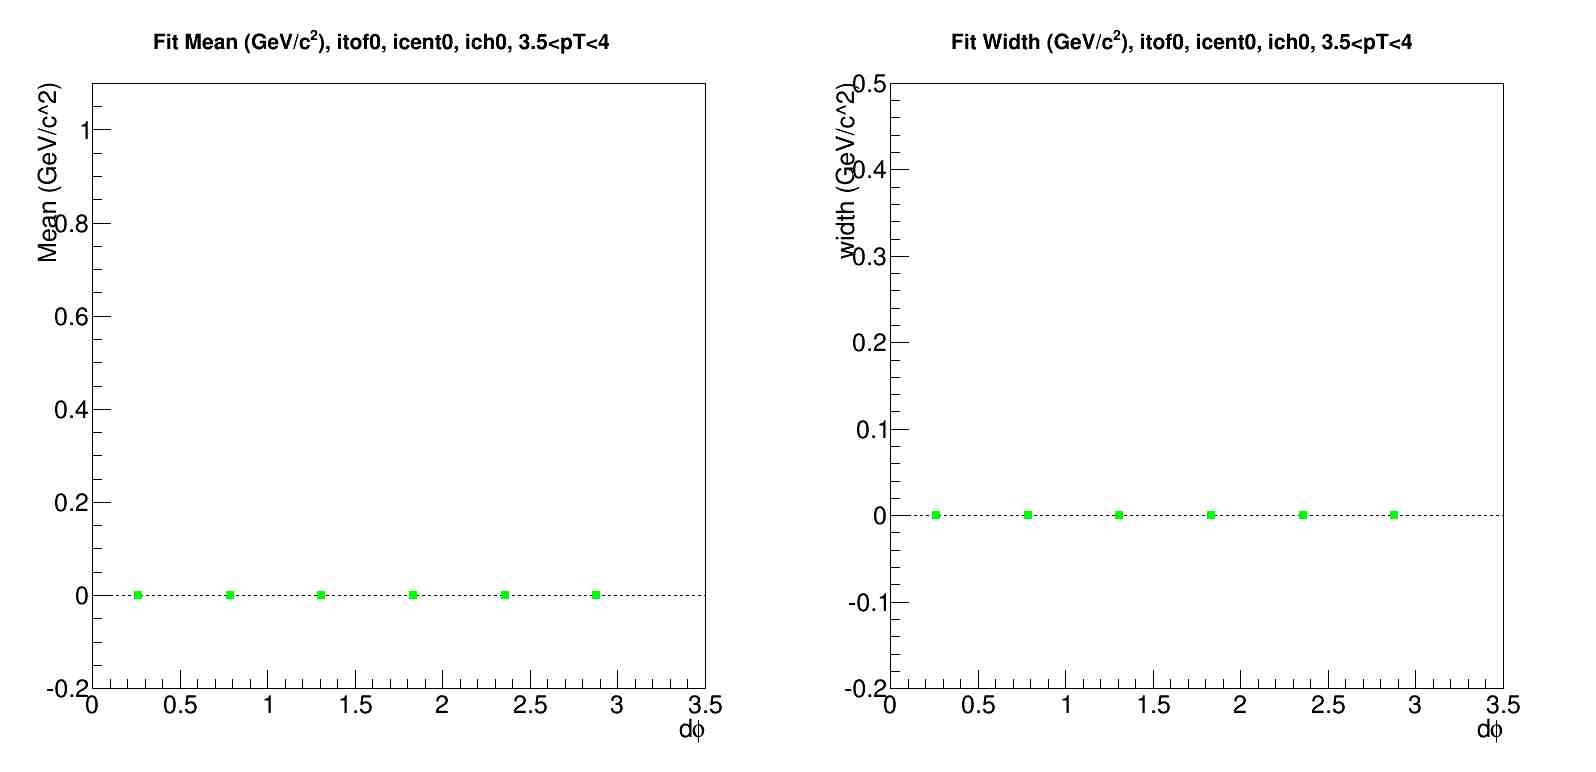 Fit Mean (GeV/c2), itof0, icent0, ich0, 3.5<pT<4
Mean (GeV/c^2)
1
0.8
0.6
0.4
0.2
0
-0.2
0 0.5 1 1.5 2 2.5 3 3.5
dϕ
Fit Width (GeV/c2), itof0, icent0, ich0, 3.5<pT<4
width (GeV/c^2)
0.5
0.4
0.3
0.2
0.1
0
-0.1
-0.2
0 0.5 1 1.5 2 2.5 3 3.5
dϕ